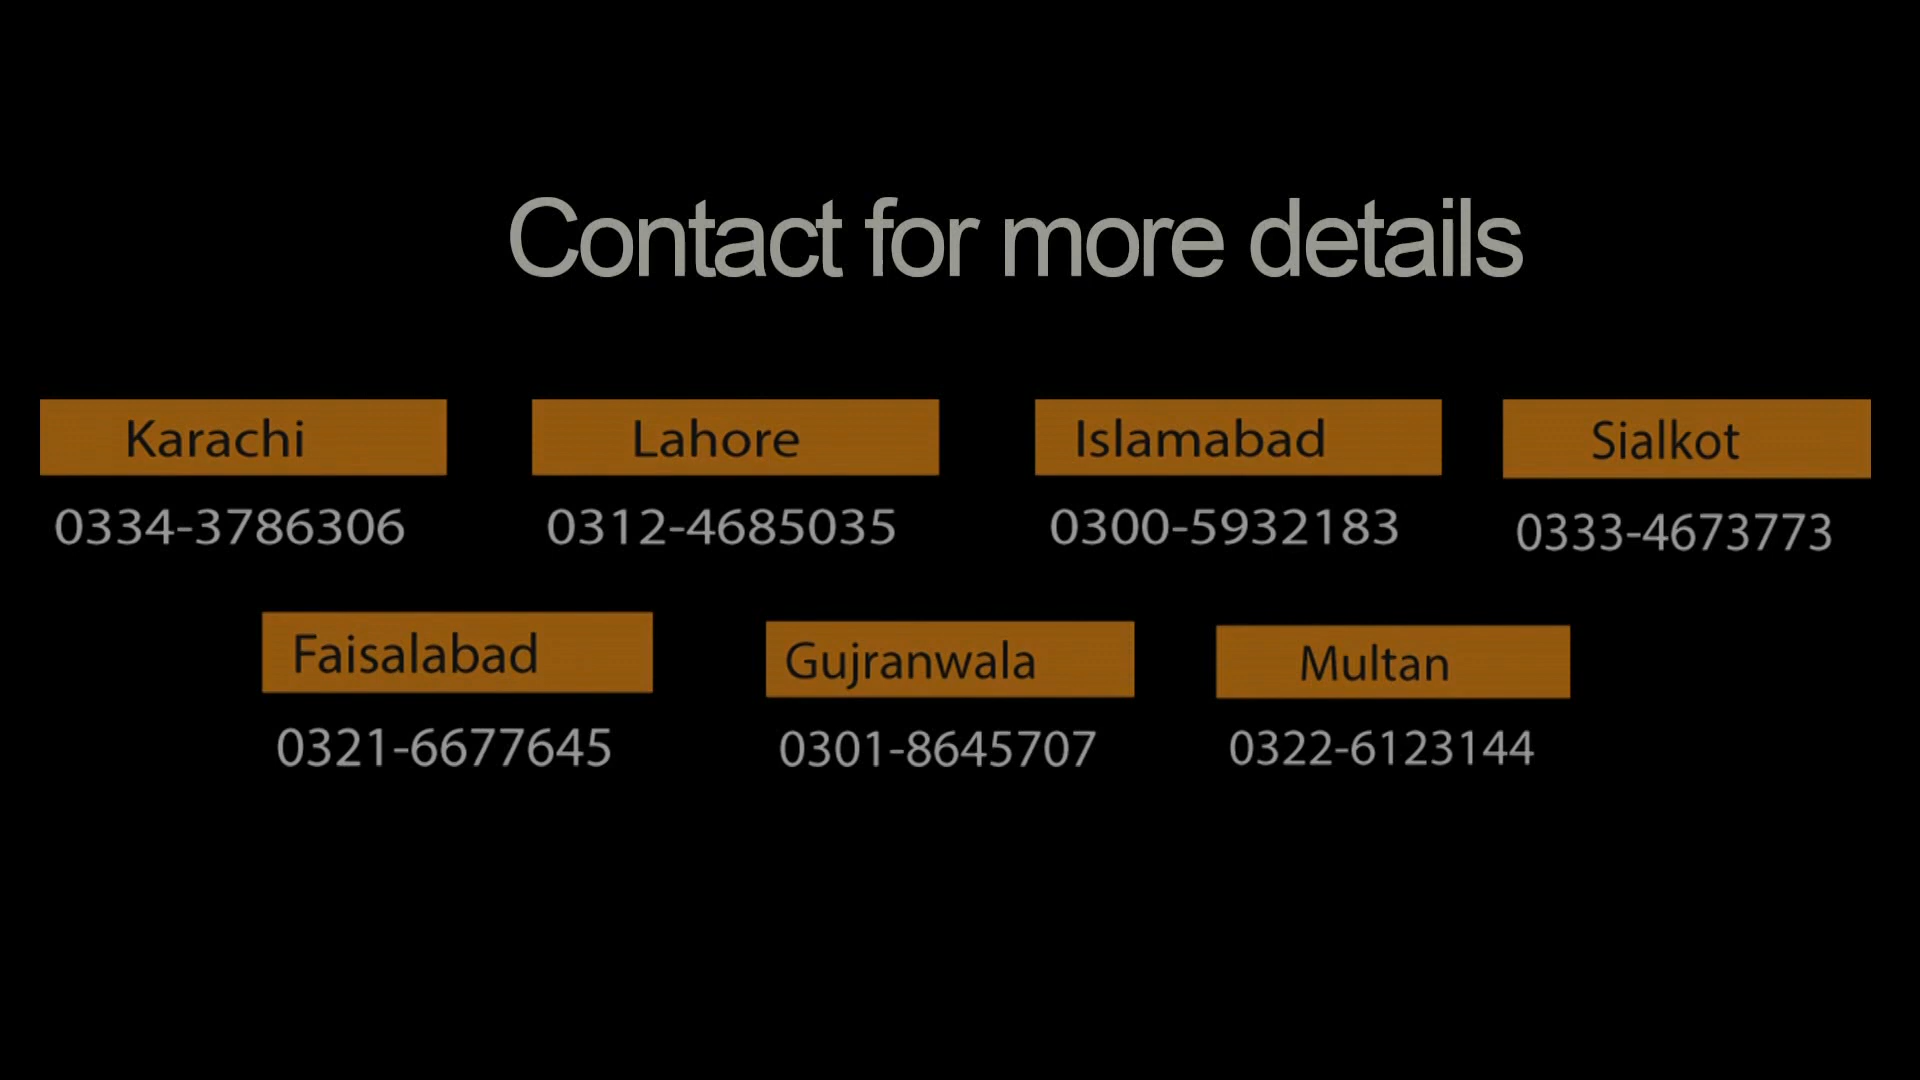 Contact for more details
Karachi Lahore Islamabad Sialkot
0334-3786306 0312-4685035 0300-5932183 0333-4673773
Faisalabad Gujranwala Multan
0321-6677645 0301-8645707 0322-6123144